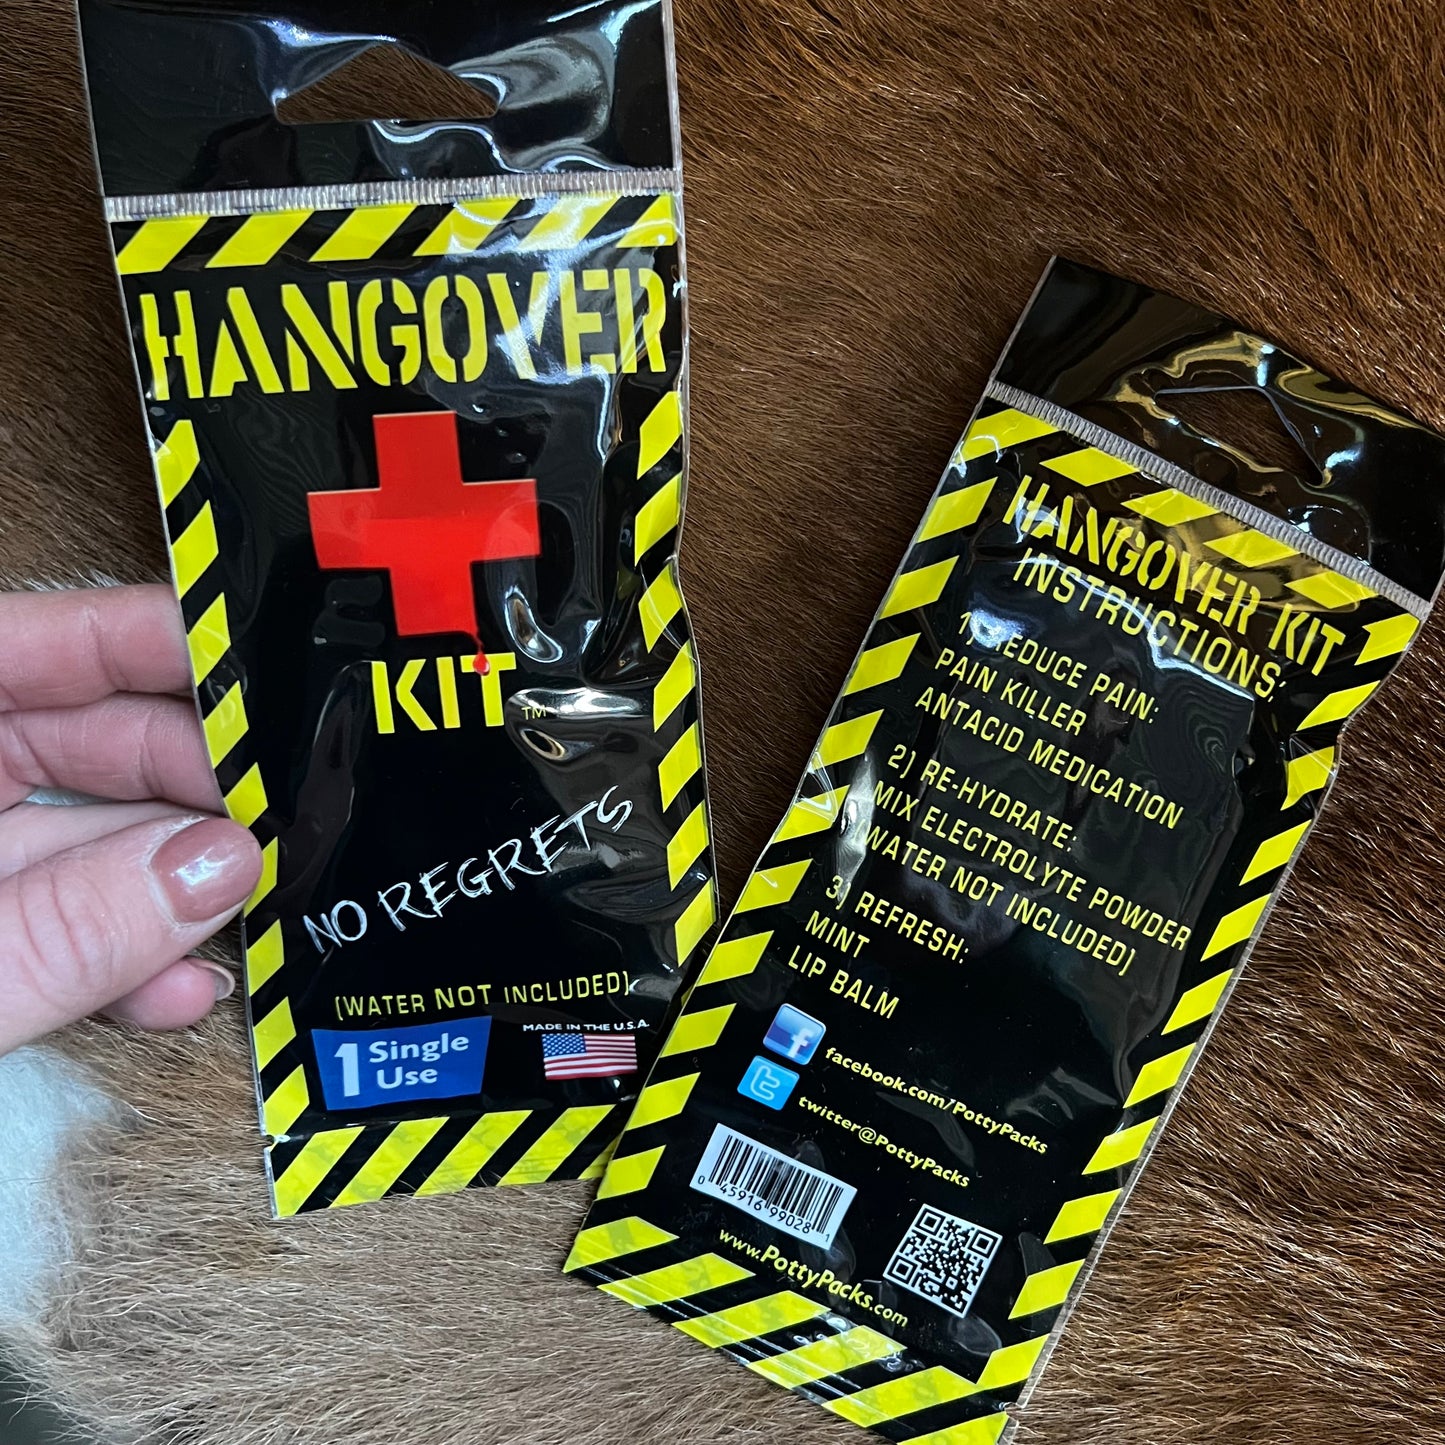 HANGOVER
KIT
TM
NO REGRETS
(WATER NOT INCLUDED)
1 Single
Use
MADE IN THE U.S.A.
HANGOVER KIT
INSTRUCTIONS:
1) REDUCE PAIN:
PAIN KILLER
ANTACID MEDICATION
2) RE-HYDRATE:
MIX ELECTROLYTE POWDER
(WATER NOT INCLUDED)
3) REFRESH:
MINT
LIP BALM
facebook.com/PottyPacks
twitter@PottyPacks
0 45916 99028 1
www.PottyPacks.com